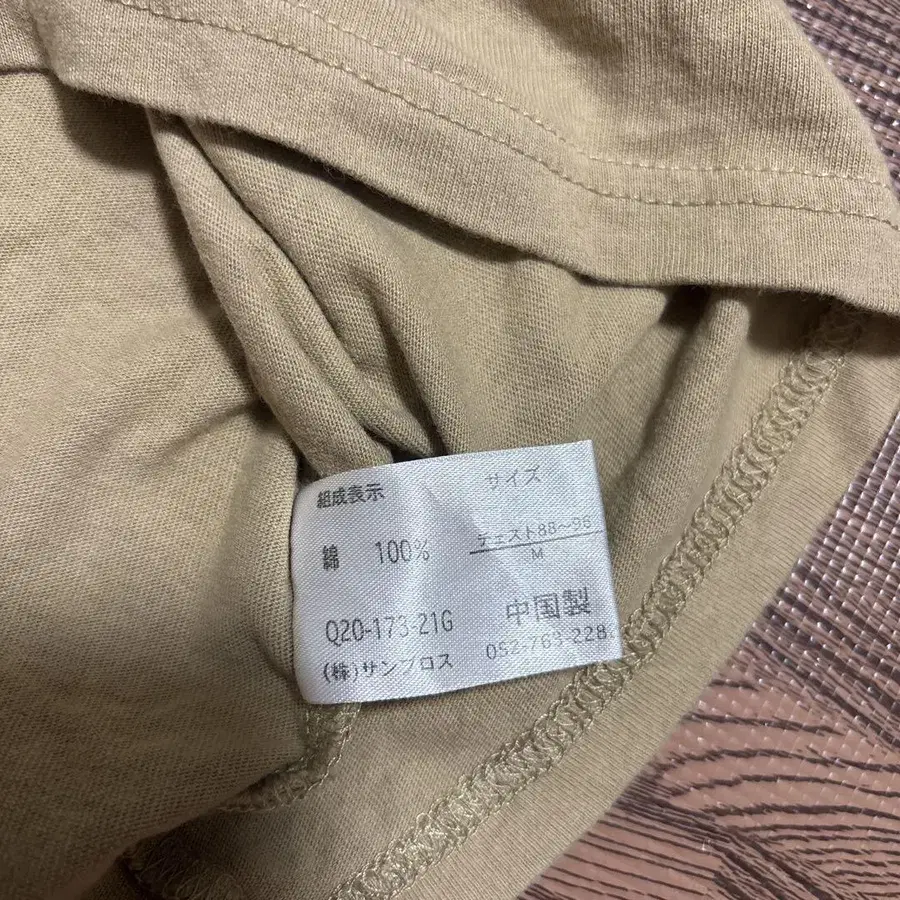 組成表示 サイズ
綿 100% チェスト88～96
M
Q20-173-21G 中国製
(株)サンブロス 052-763-228